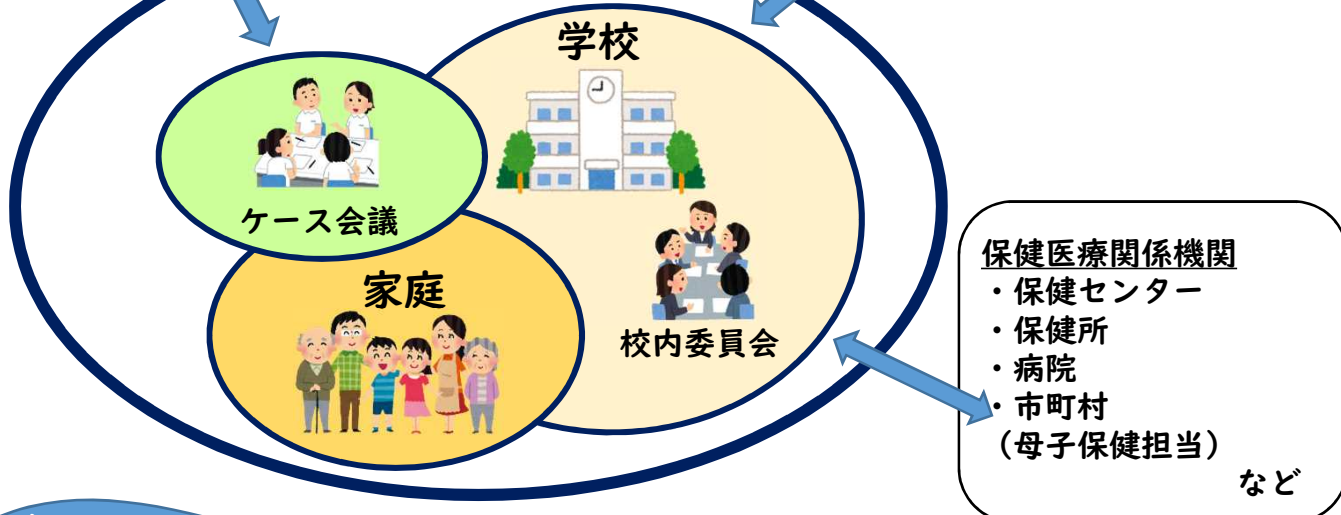 学校
ケース会議
家庭
校内委員会
保健医療関係機関
・保健センター
・保健所
・病院
・市町村
（母子保健担当）
など